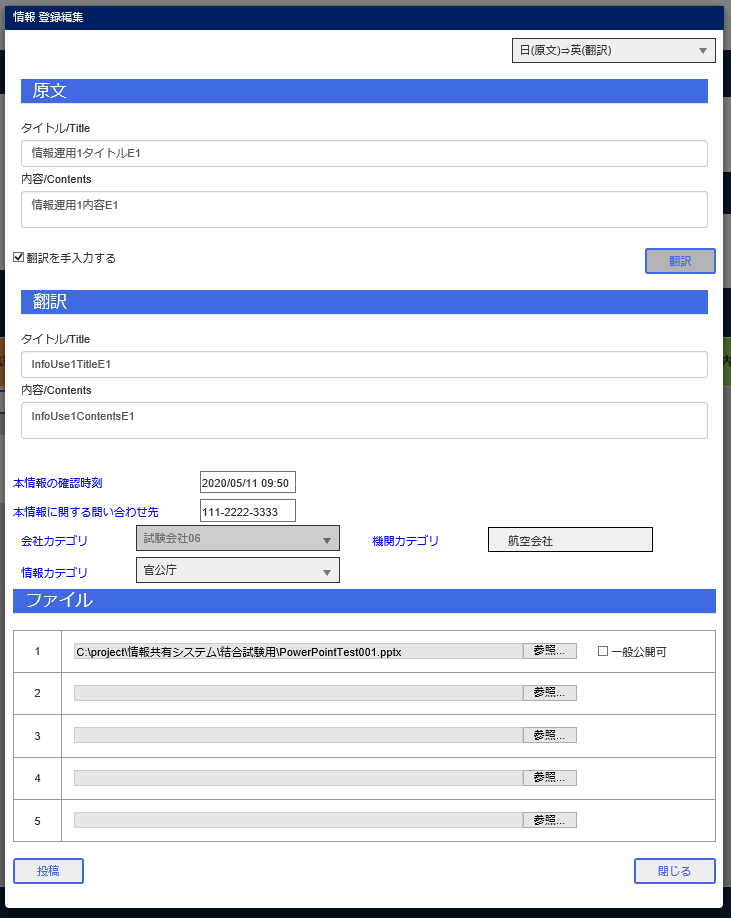 情報 登録編集
日(原文)⇒英(翻訳)
原文
タイトル/Title
情報運用1タイトルE1
内容/Contents
情報運用1内容E1
翻訳を手入力する
翻訳
翻訳
タイトル/Title
InfoUse1TitleE1
内容/Contents
InfoUse1ContentsE1
本情報の確認時刻 2020/05/11 09:50
本情報に関する問い合わせ先 111-2222-3333
会社カテゴリ 試験会社06 機関カテゴリ 航空会社
情報カテゴリ 官公庁
ファイル
1 C:\project\情報共有システム\結合試験用\PowerPointTest001.pptx 参照... 一般公開可
2 参照...
3 参照...
4 参照...
5 参照...
投稿 閉じる